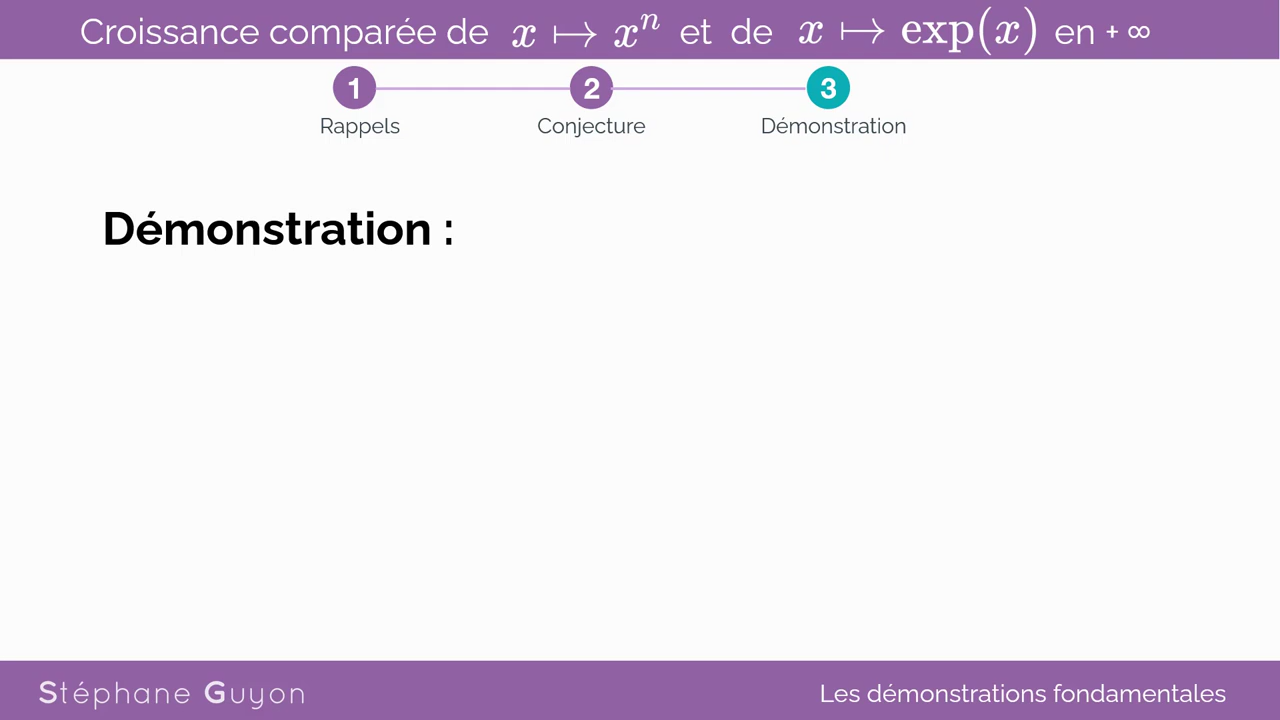 Croissance comparée de x ↦ xⁿ et de x ↦ exp(x) en + ∞
1 2 3
Rappels Conjecture Démonstration
Démonstration :
Stéphane Guyon Les démonstrations fondamentales